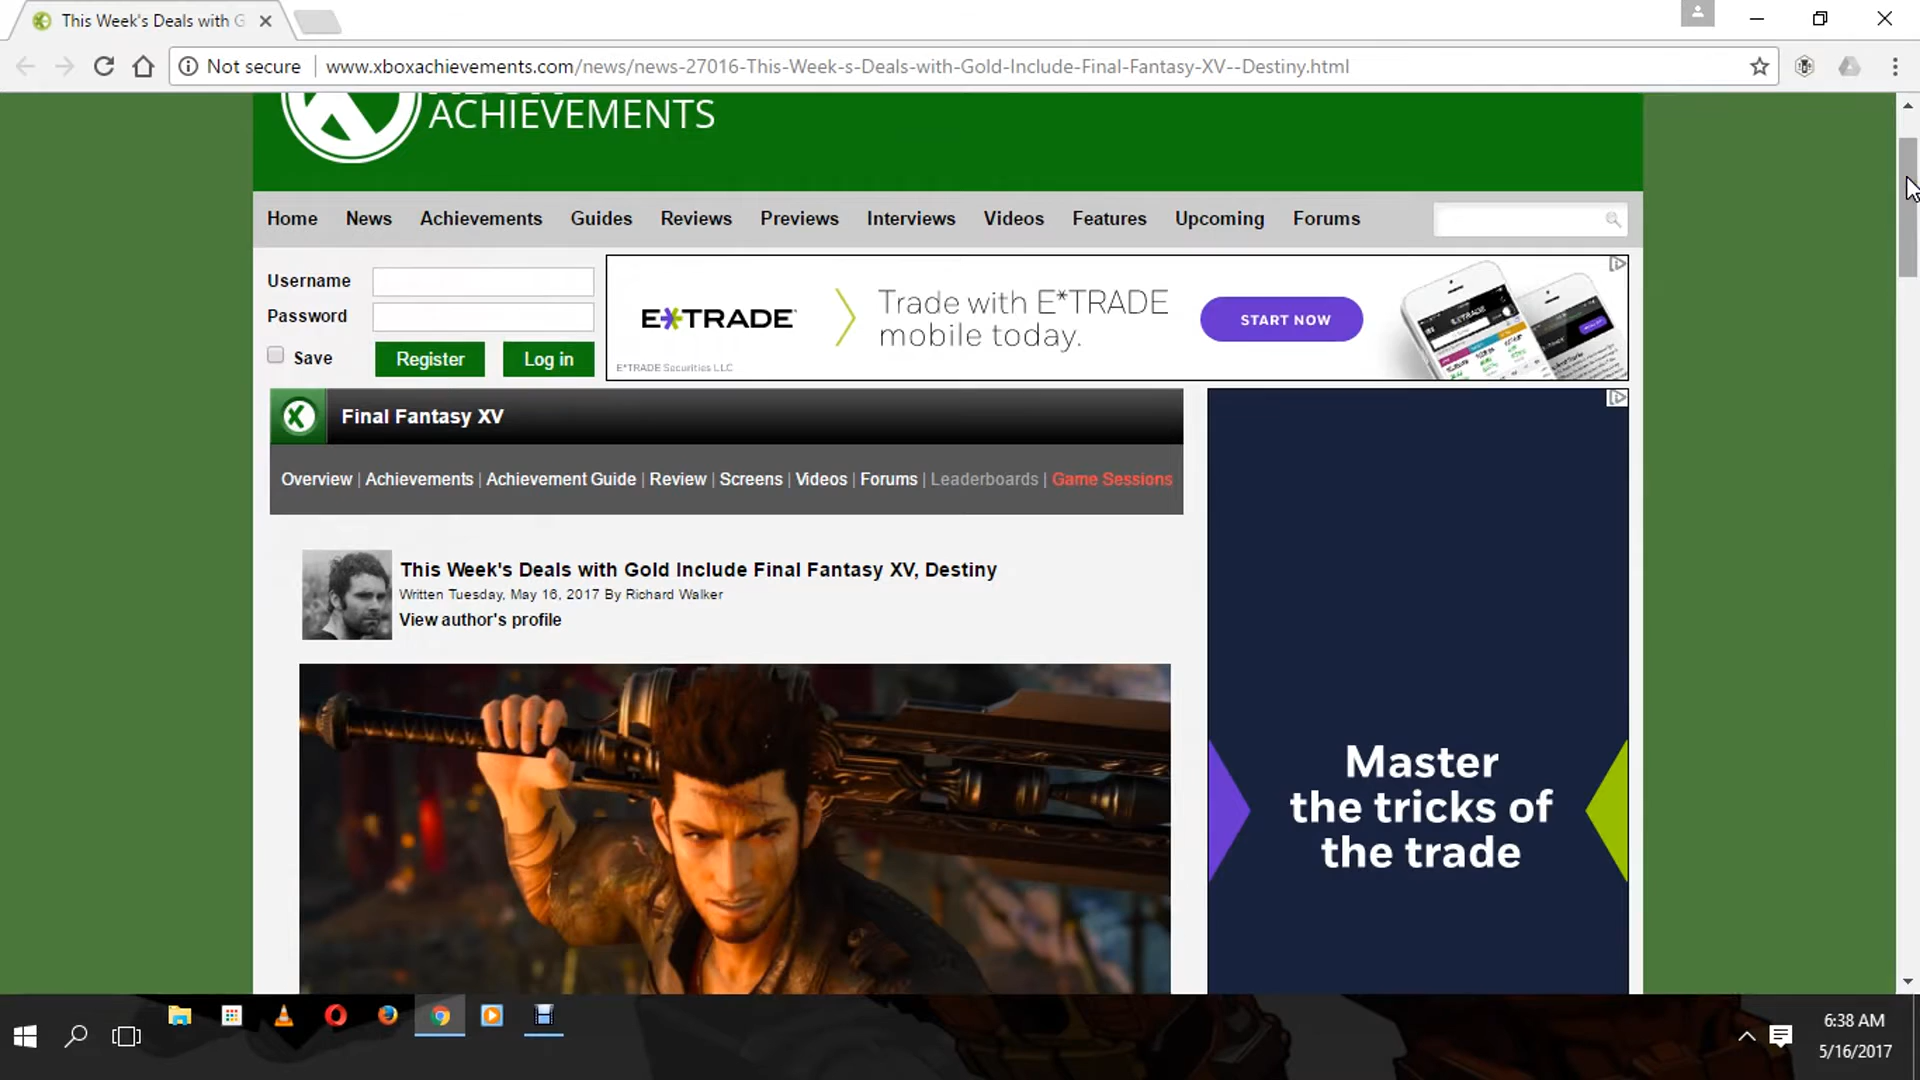 This Week's Deals with G
Not secure
www.xboxachievements.com/news/news-27016-This-Week-s-Deals-with-Gold-Include-Final-Fantasy-XV--Destiny.html
ACHIEVEMENTS
Home News Achievements Guides Reviews Previews Interviews Videos Features Upcoming Forums
Username
Password
Save Register Log in
E*TRADE
Trade with E*TRADE
mobile today.
START NOW
E*TRADE Securities LLC
Final Fantasy XV
Overview | Achievements | Achievement Guide | Review | Screens | Videos | Forums | Leaderboards | Game Sessions
This Week's Deals with Gold Include Final Fantasy XV, Destiny
Written Tuesday, May 16, 2017 By Richard Walker
View author's profile
Master
the tricks of
the trade
6:38 AM
5/16/2017